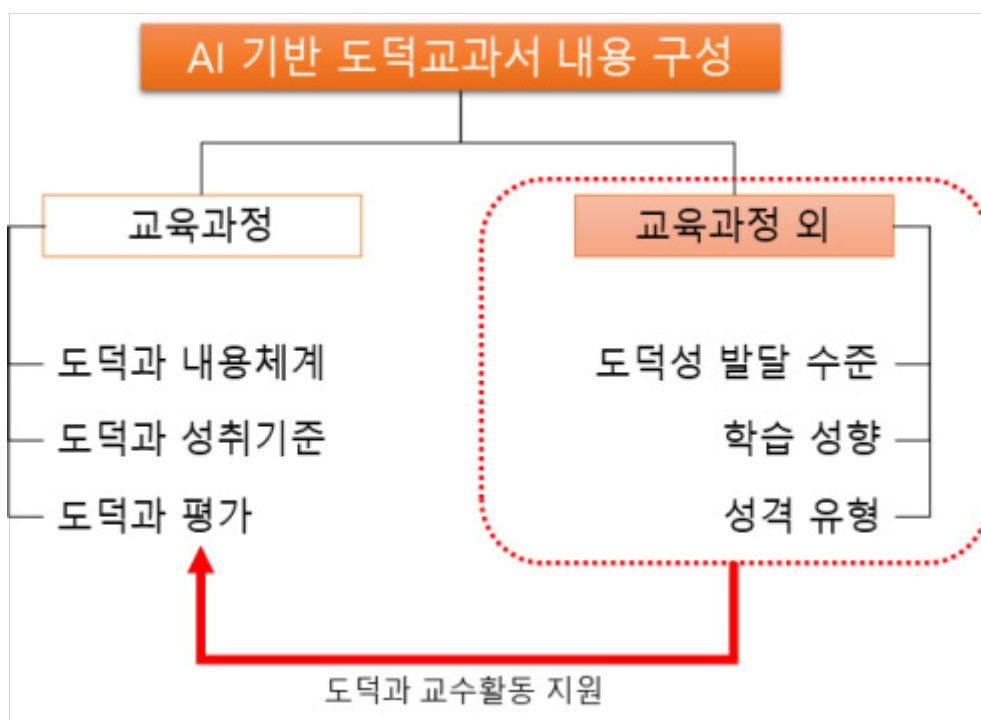 AI 기반 도덕교과서 내용 구성
교육과정
도덕과 내용체계
도덕과 성취기준
도덕과 평가
교육과정 외
도덕성 발달 수준
학습 성향
성격 유형
도덕과 교수활동 지원